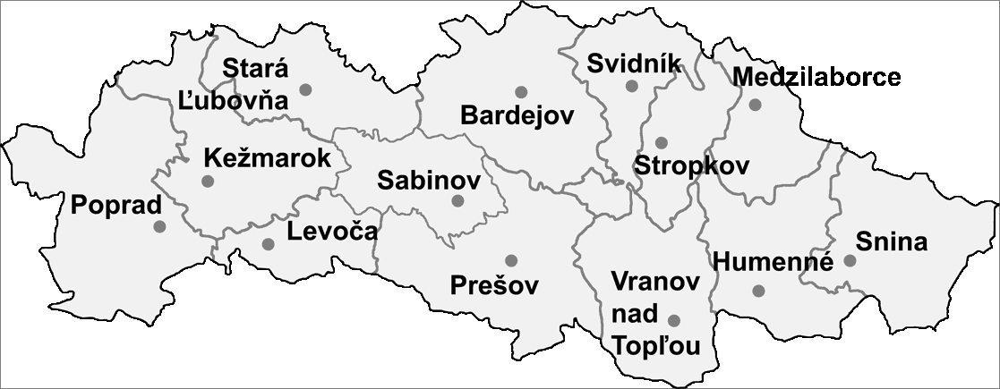 Stará
Ľubovňa
Svidník
Medzilaborce
Bardejov
Kežmarok
Stropkov
Sabinov
Poprad
Levoča
Snina
Humenné
Prešov
Vranov
nad
Topľou